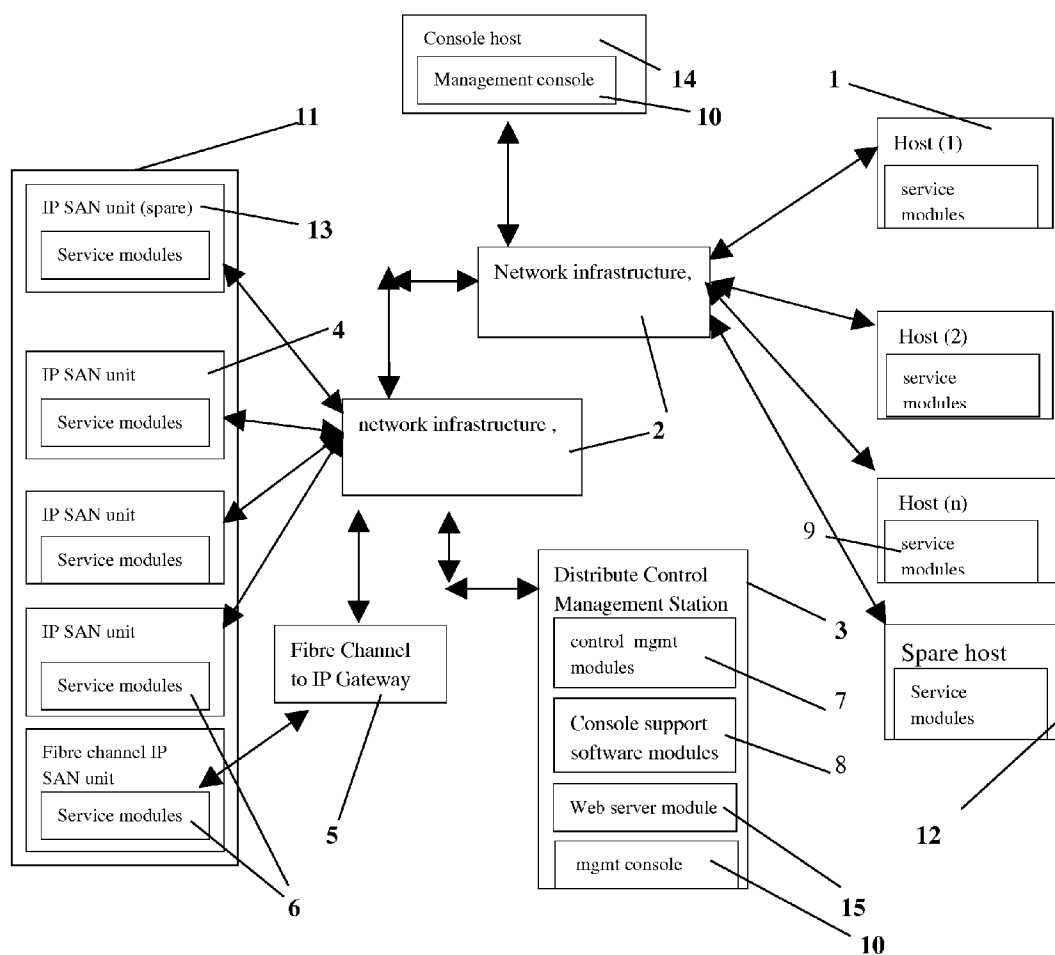 Console host
Management console
14
10
1
11
Host (1)
service
modules
IP SAN unit (spare)
13
Service modules
Network infrastructure,
4
Host (2)
service
modules
IP SAN unit
Service modules
network infrastructure ,
2
IP SAN unit
Service modules
Host (n)
9
service
modules
Distribute Control
Management Station
3
IP SAN unit
Service modules
Fibre Channel
to IP Gateway
control mgmt
modules
7
Spare host
Service
modules
Console support
software modules
8
Fibre channel IP
SAN unit
Service modules
5
Web server module
12
mgmt console
6
15
10